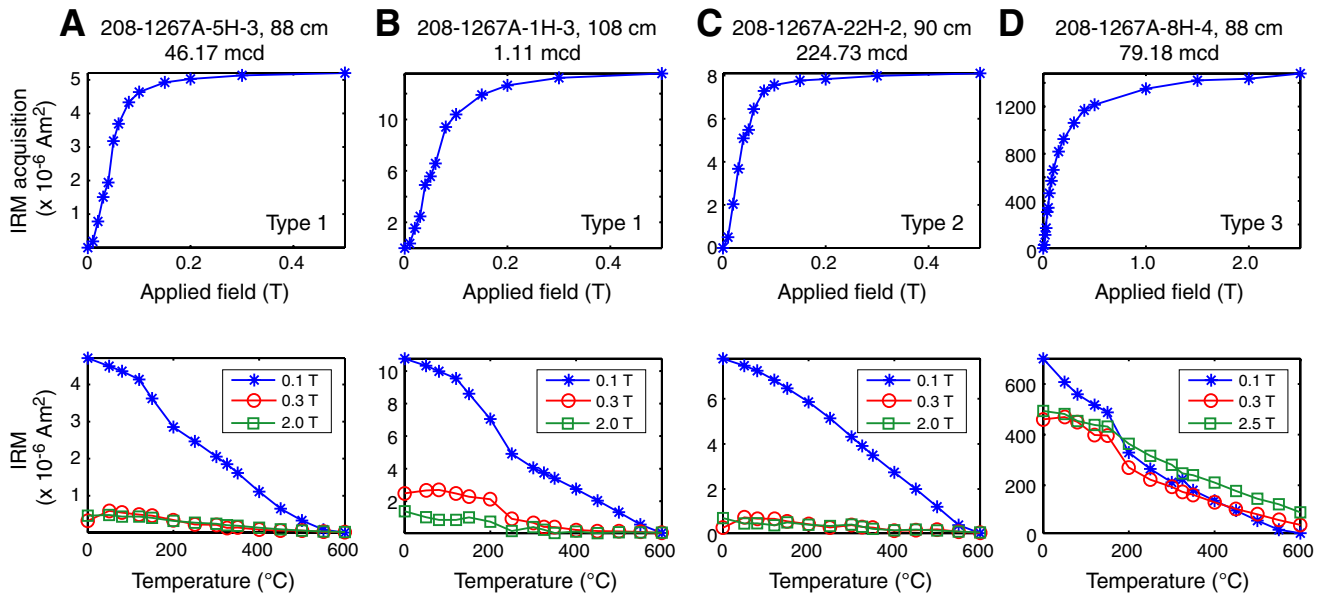 A 208-1267A-5H-3, 88 cm
46.17 mcd
B 208-1267A-1H-3, 108 cm
1.11 mcd
C 208-1267A-22H-2, 90 cm
224.73 mcd
D 208-1267A-8H-4, 88 cm
79.18 mcd
IRM acquisition
(x 10⁻⁶ Am²)
5
4
3
2
1
0
Type 1
0 0.2 0.4
Applied field (T)
10
6
2
Type 1
0 0.2 0.4
Applied field (T)
8
6
4
2
0
Type 2
0 0.2 0.4
Applied field (T)
1200
800
400
0
Type 3
0 1.0 2.0
Applied field (T)
IRM
(x 10⁻⁶ Am²)
4
3
2
1
0
0.1 T
0.3 T
2.0 T
0 200 400 600
Temperature (°C)
10
8
6
4
2
0
0.1 T
0.3 T
2.0 T
0 200 400 600
Temperature (°C)
6
4
2
0
0.1 T
0.3 T
2.0 T
0 200 400 600
Temperature (°C)
600
400
200
0
0.1 T
0.3 T
2.5 T
0 200 400 600
Temperature (°C)